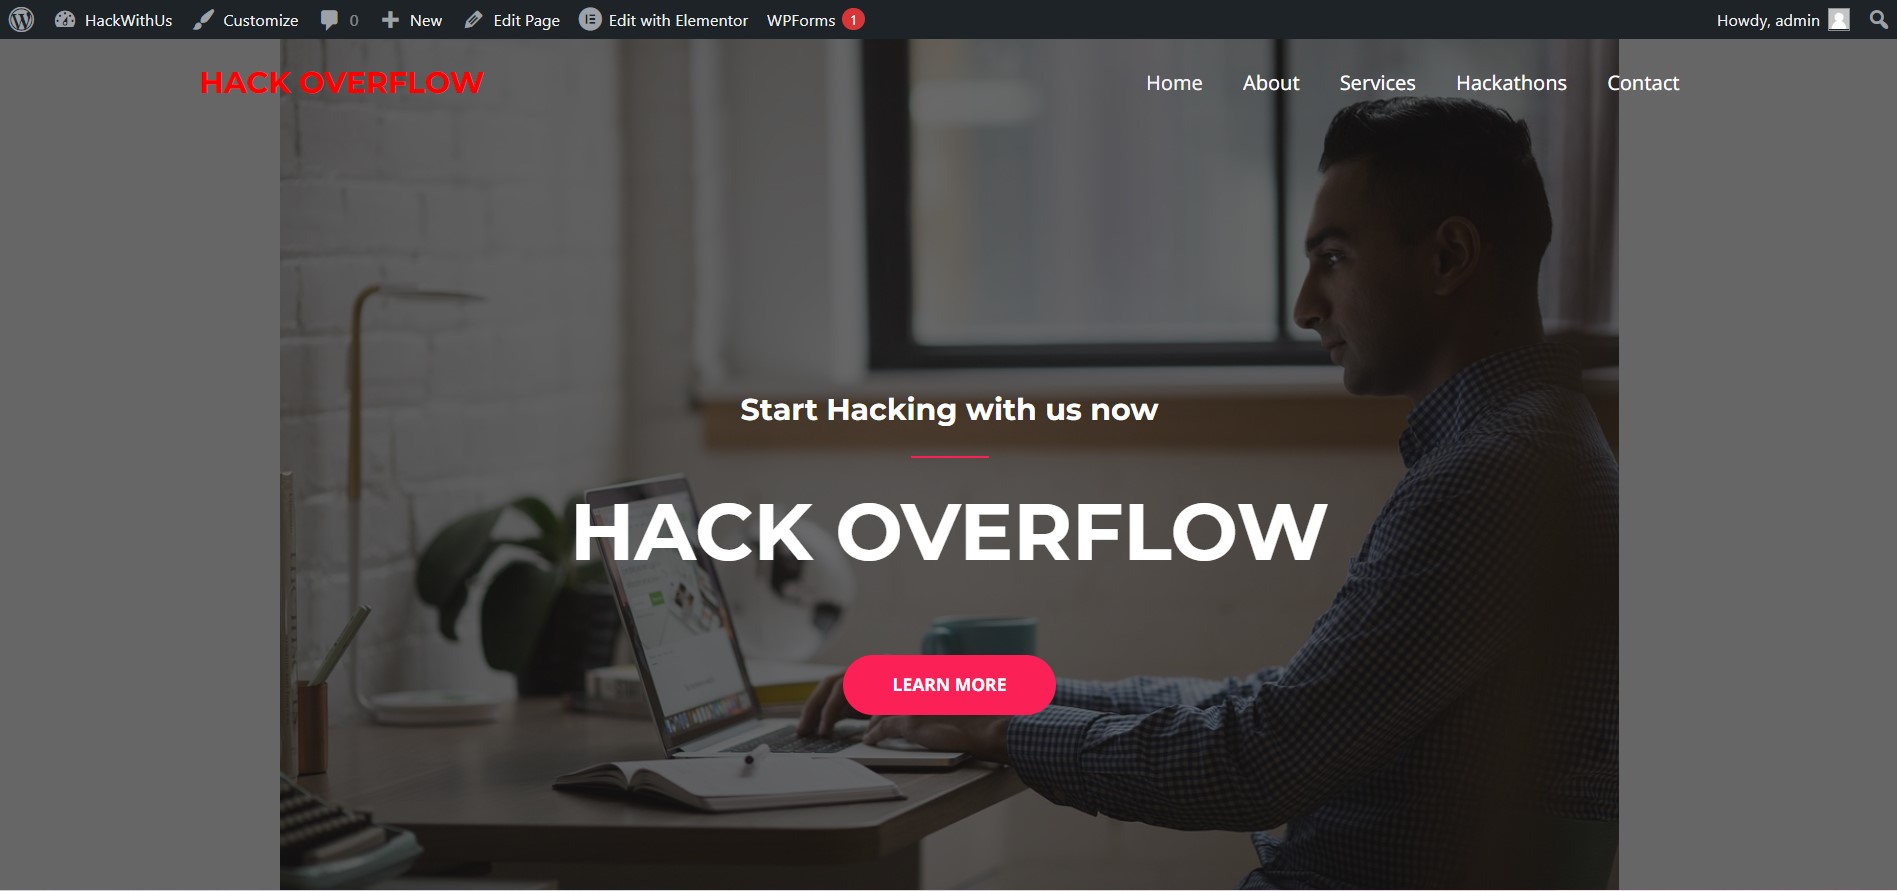 HackWithUs Customize 0 New Edit Page Edit with Elementor WPForms 1 Howdy, admin
HACK OVERFLOW Home About Services Hackathons Contact
Start Hacking with us now
HACK OVERFLOW
LEARN MORE